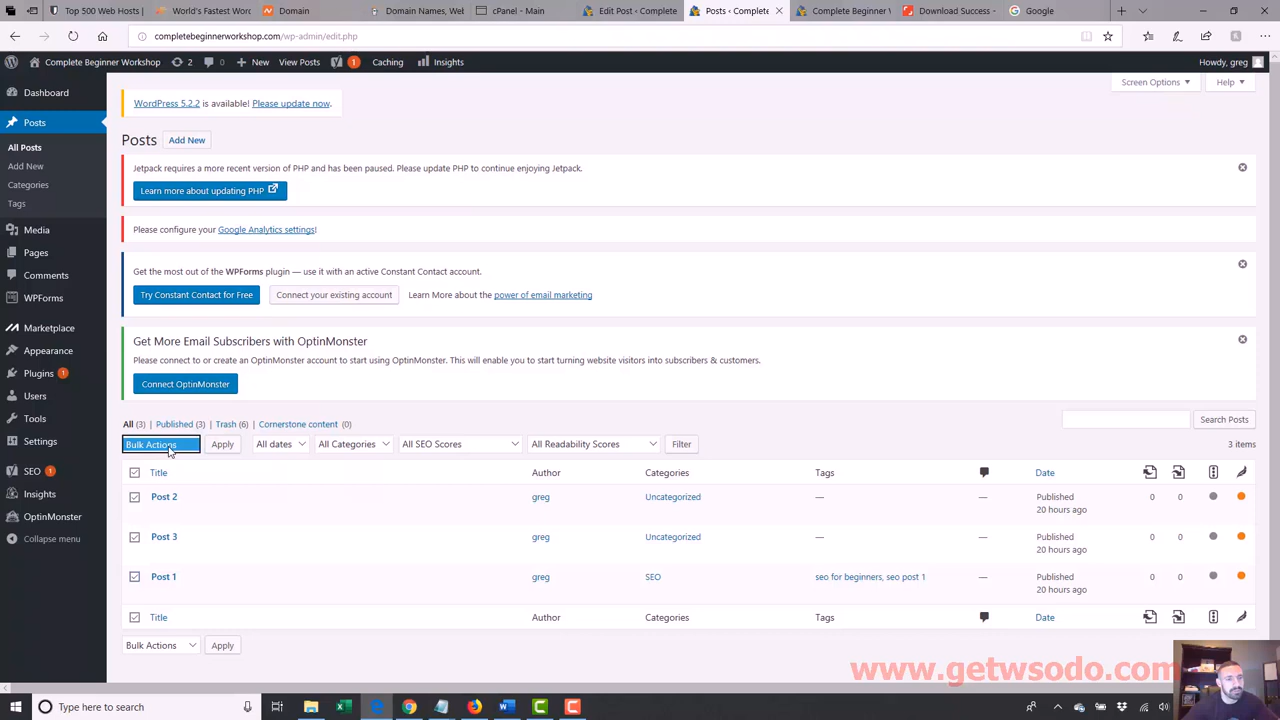 Top 500 Web Hosts |
World's Fastest Wor
Domain
Domain Names, Wel
cPanel - Main
Edit Post ‹ Complete
Posts ‹ Complete
Complete Beginner V
Download Success -
Google
completebeginnerworkshop.com/wp-admin/edit.php
Complete Beginner Workshop
2
0
New
View Posts
1
Caching
Insights
Howdy, greg
Dashboard
Posts
All Posts
Add New
Categories
Tags
Media
Pages
Comments
WPForms
Marketplace
Appearance
Plugins 1
Users
Tools
Settings
SEO 1
Insights
OptinMonster
Collapse menu
Screen Options
Help
WordPress 5.2.2 is available! Please update now.
Posts Add New
Jetpack requires a more recent version of PHP and has been paused. Please update PHP to continue enjoying Jetpack.
Learn more about updating PHP
Please configure your Google Analytics settings!
Get the most out of the WPForms plugin — use it with an active Constant Contact account.
Try Constant Contact for Free Connect your existing account Learn More about the power of email marketing
Get More Email Subscribers with OptinMonster
Please connect to or create an OptinMonster account to start using OptinMonster. This will enable you to start turning website visitors into subscribers & customers.
Connect OptinMonster
All (3) | Published (3) | Trash (6) | Cornerstone content (0)
Search Posts
Bulk Actions Apply All dates All Categories All SEO Scores All Readability Scores Filter
3 items
Title Author Categories Tags Date
Post 2 greg Uncategorized — — Published 0 0
20 hours ago
Post 3 greg Uncategorized — — Published 0 0
20 hours ago
Post 1 greg SEO seo for beginners, seo post 1 — Published 0 0
20 hours ago
Title Author Categories Tags Date
Bulk Actions Apply
www.getwsodo.com
Type here to search